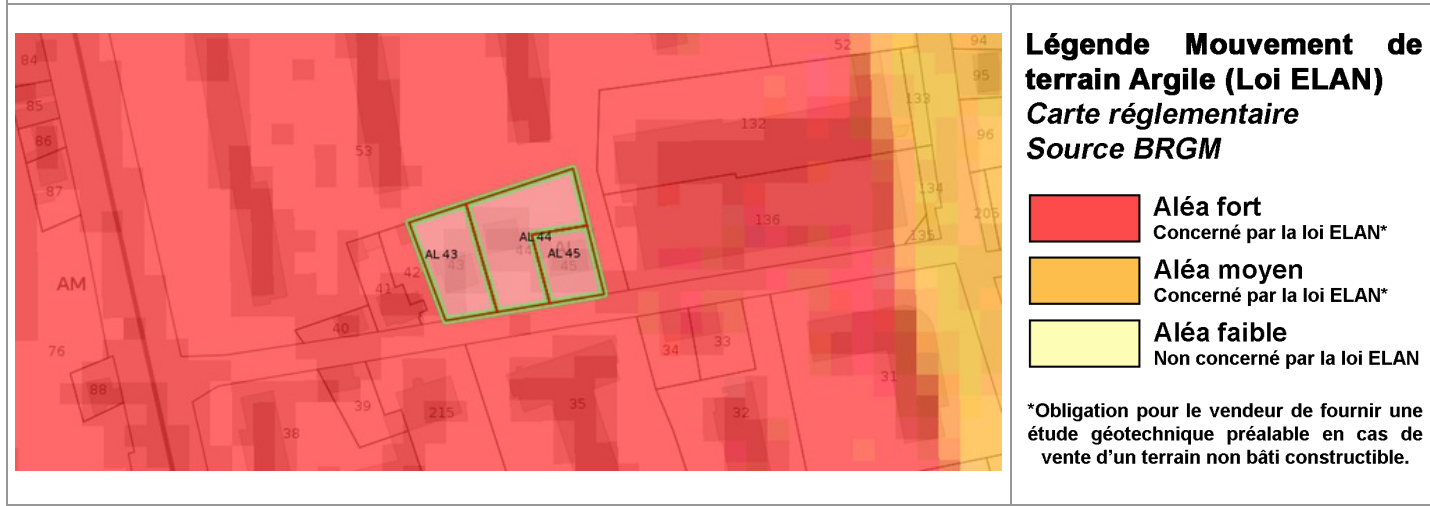 94
52
84
95
133
85
132
96
86
53
87
134
205
136
135
AL 44
44
AL 43
43
AL 45
45
42
41
AM
40
34
33
76
31
88
39
215
35
32
38
Légende Mouvement de
terrain Argile (Loi ELAN)
Carte réglementaire
Source BRGM
Aléa fort
Concerné par la loi ELAN*
Aléa moyen
Concerné par la loi ELAN*
Aléa faible
Non concerné par la loi ELAN
*Obligation pour le vendeur de fournir une
étude géotechnique préalable en cas de
vente d’un terrain non bâti constructible.